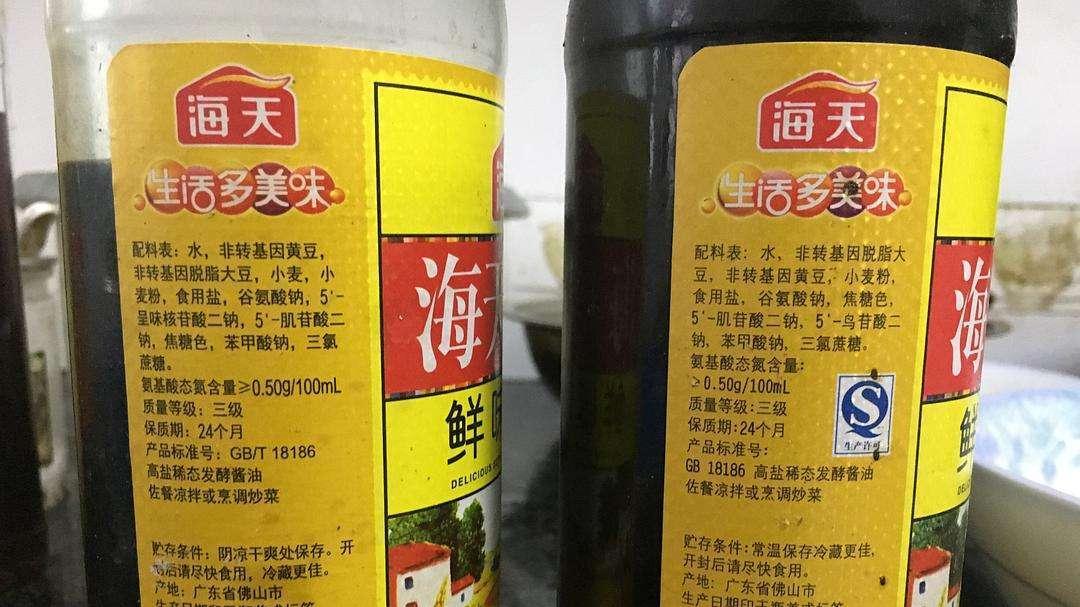 海天
生活多美味
配料表：水，非转基因黄豆，
非转基因脱脂大豆，小麦，小
麦粉，食用盐，谷氨酸钠，5'-
呈味核苷酸二钠，5'-肌苷酸二
钠，焦糖色，苯甲酸钠，三氯
蔗糖。
氨基酸态氮含量≥0.50g/100mL
质量等级：三级
保质期：24个月
产品标准号：GB/T 18186
高盐稀态发酵酱油
佐餐凉拌或烹调炒菜
贮存条件：阴凉干爽处保存。开
后请尽快食用，冷藏更佳。
产地：广东省佛山市
海
鲜
DELICIOUS
海天
生活多美味
配料表：水，非转基因脱脂大
豆，非转基因黄豆，小麦粉，
食用盐，谷氨酸钠，焦糖色，
5'-肌苷酸二钠，5'-鸟苷酸二
钠，苯甲酸钠，三氯蔗糖。
氨基酸态氮含量：
≥0.50g/100mL
质量等级:三级
保质期:24个月
产品标准号：
GB 18186 高盐稀态发酵酱油
佐餐凉拌或烹调炒菜
S
生产许可
贮存条件:常温保存冷藏更佳，
开封后请尽快食用。
产地：广东省佛山市
海
鲜